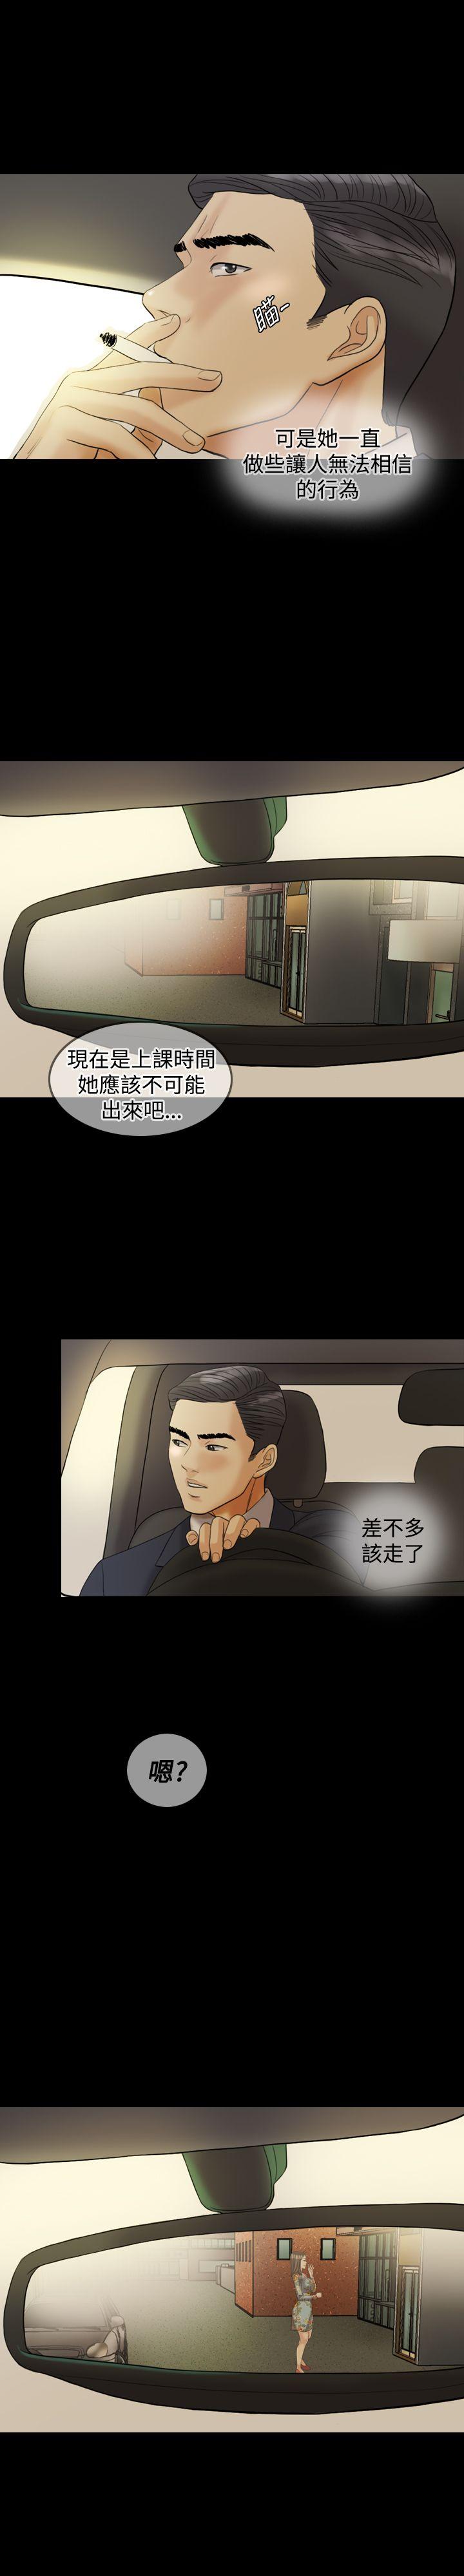 瞄-
可是她一直
做些讓人無法相信
的行為
現在是上課時間
她應該不可能
出來吧...
差不多
該走了
嗯?